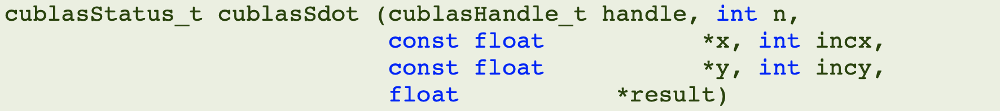 cublasStatus_t cublasSdot (cublasHandle_t handle, int n,
const float *x, int incx,
const float *y, int incy,
float *result)